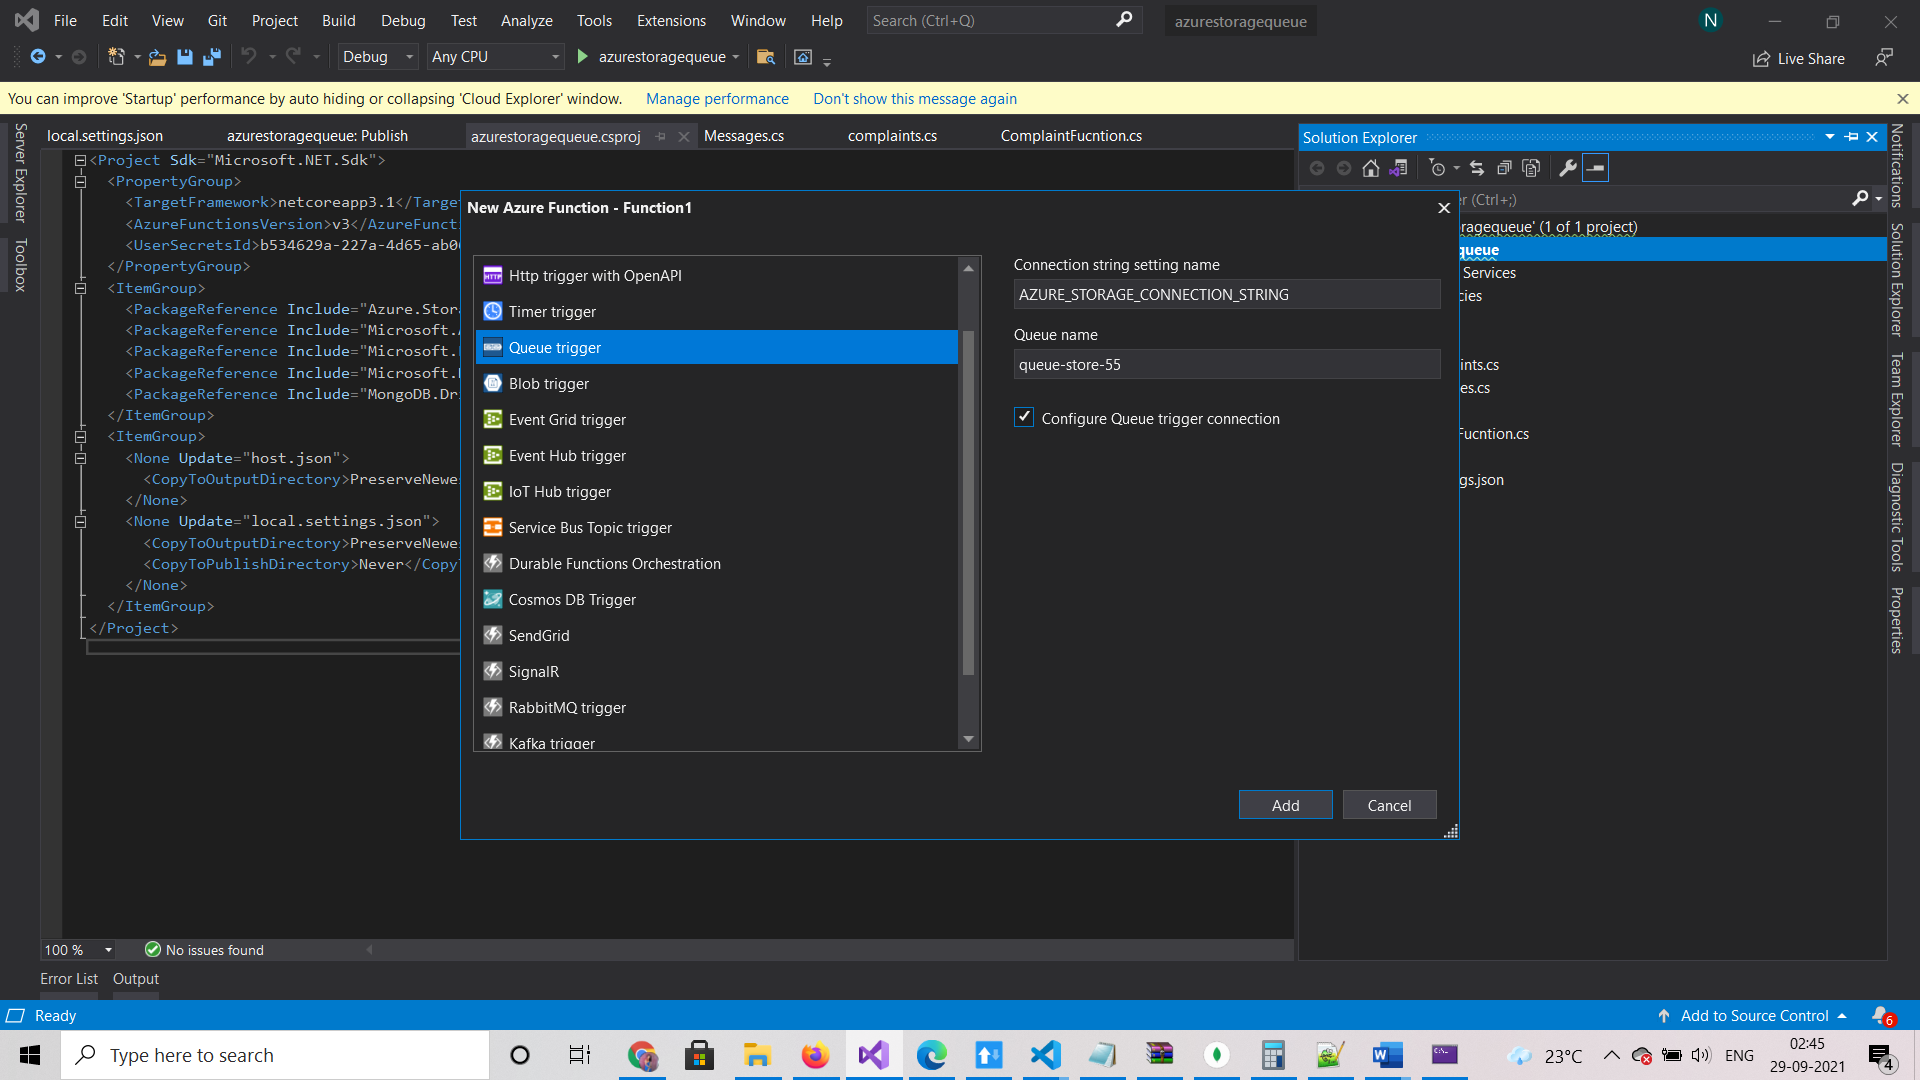 File Edit View Git Project Build Debug Test Analyze Tools Extensions Window Help Search (Ctrl+Q) azurestoragequeue N
Debug Any CPU azurestoragequeue Live Share
You can improve 'Startup' performance by auto hiding or collapsing 'Cloud Explorer' window. Manage performance Don't show this message again
local.settings.json azurestoragequeue: Publish azurestoragequeue.csproj Messages.cs complaints.cs ComplaintFucntion.cs
Server Explorer
Toolbox
<Project Sdk="Microsoft.NET.Sdk">
<PropertyGroup>
<TargetFramework>netcoreapp3.1</Targe
<AzureFunctionsVersion>v3</AzureFuncti
<UserSecretsId>b534629a-227a-4d65-ab0
</PropertyGroup>
<ItemGroup>
<PackageReference Include="Azure.Stor
<PackageReference Include="Microsoft.
<PackageReference Include="Microsoft.
<PackageReference Include="Microsoft.
<PackageReference Include="MongoDB.Dr
</ItemGroup>
<ItemGroup>
<None Update="host.json">
<CopyToOutputDirectory>PreserveNewe
</None>
<None Update="local.settings.json">
<CopyToOutputDirectory>PreserveNewe
<CopyToPublishDirectory>Never</Copy
</None>
</ItemGroup>
</Project>
New Azure Function - Function1
Http trigger with OpenAPI
Timer trigger
Queue trigger
Blob trigger
Event Grid trigger
Event Hub trigger
IoT Hub trigger
Service Bus Topic trigger
Durable Functions Orchestration
Cosmos DB Trigger
SendGrid
SignalR
RabbitMQ trigger
Kafka trigger
Connection string setting name
AZURE_STORAGE_CONNECTION_STRING
Queue name
queue-store-55
Configure Queue trigger connection
Add Cancel
Solution Explorer
r (Ctrl+;)
ragequeue' (1 of 1 project)
queue
Services
cies
ints.cs
es.cs
Fucntion.cs
gs.json
Notifications
Solution Explorer
Team Explorer
Diagnostic Tools
Properties
100 % No issues found
Error List Output
Ready Add to Source Control 6
Type here to search 23°C ENG 02:45
29-09-2021 4